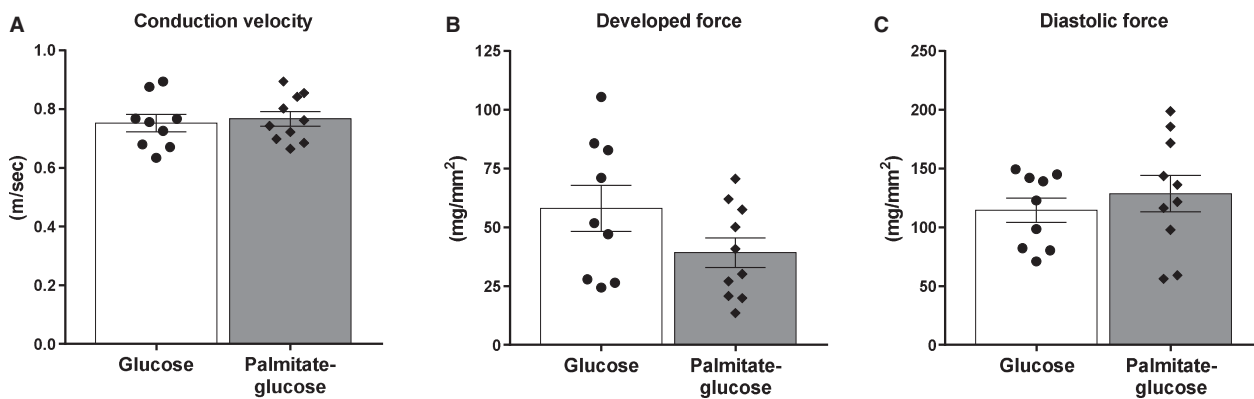 A
Conduction velocity
(m/sec)
1.0
0.8
0.6
0.4
0.2
0.0
Glucose
Palmitate-
glucose
B
Developed force
(mg/mm²)
125
100
75
50
25
0
Glucose
Palmitate-
glucose
C
Diastolic force
(mg/mm²)
250
200
150
100
50
0
Glucose
Palmitate-
glucose